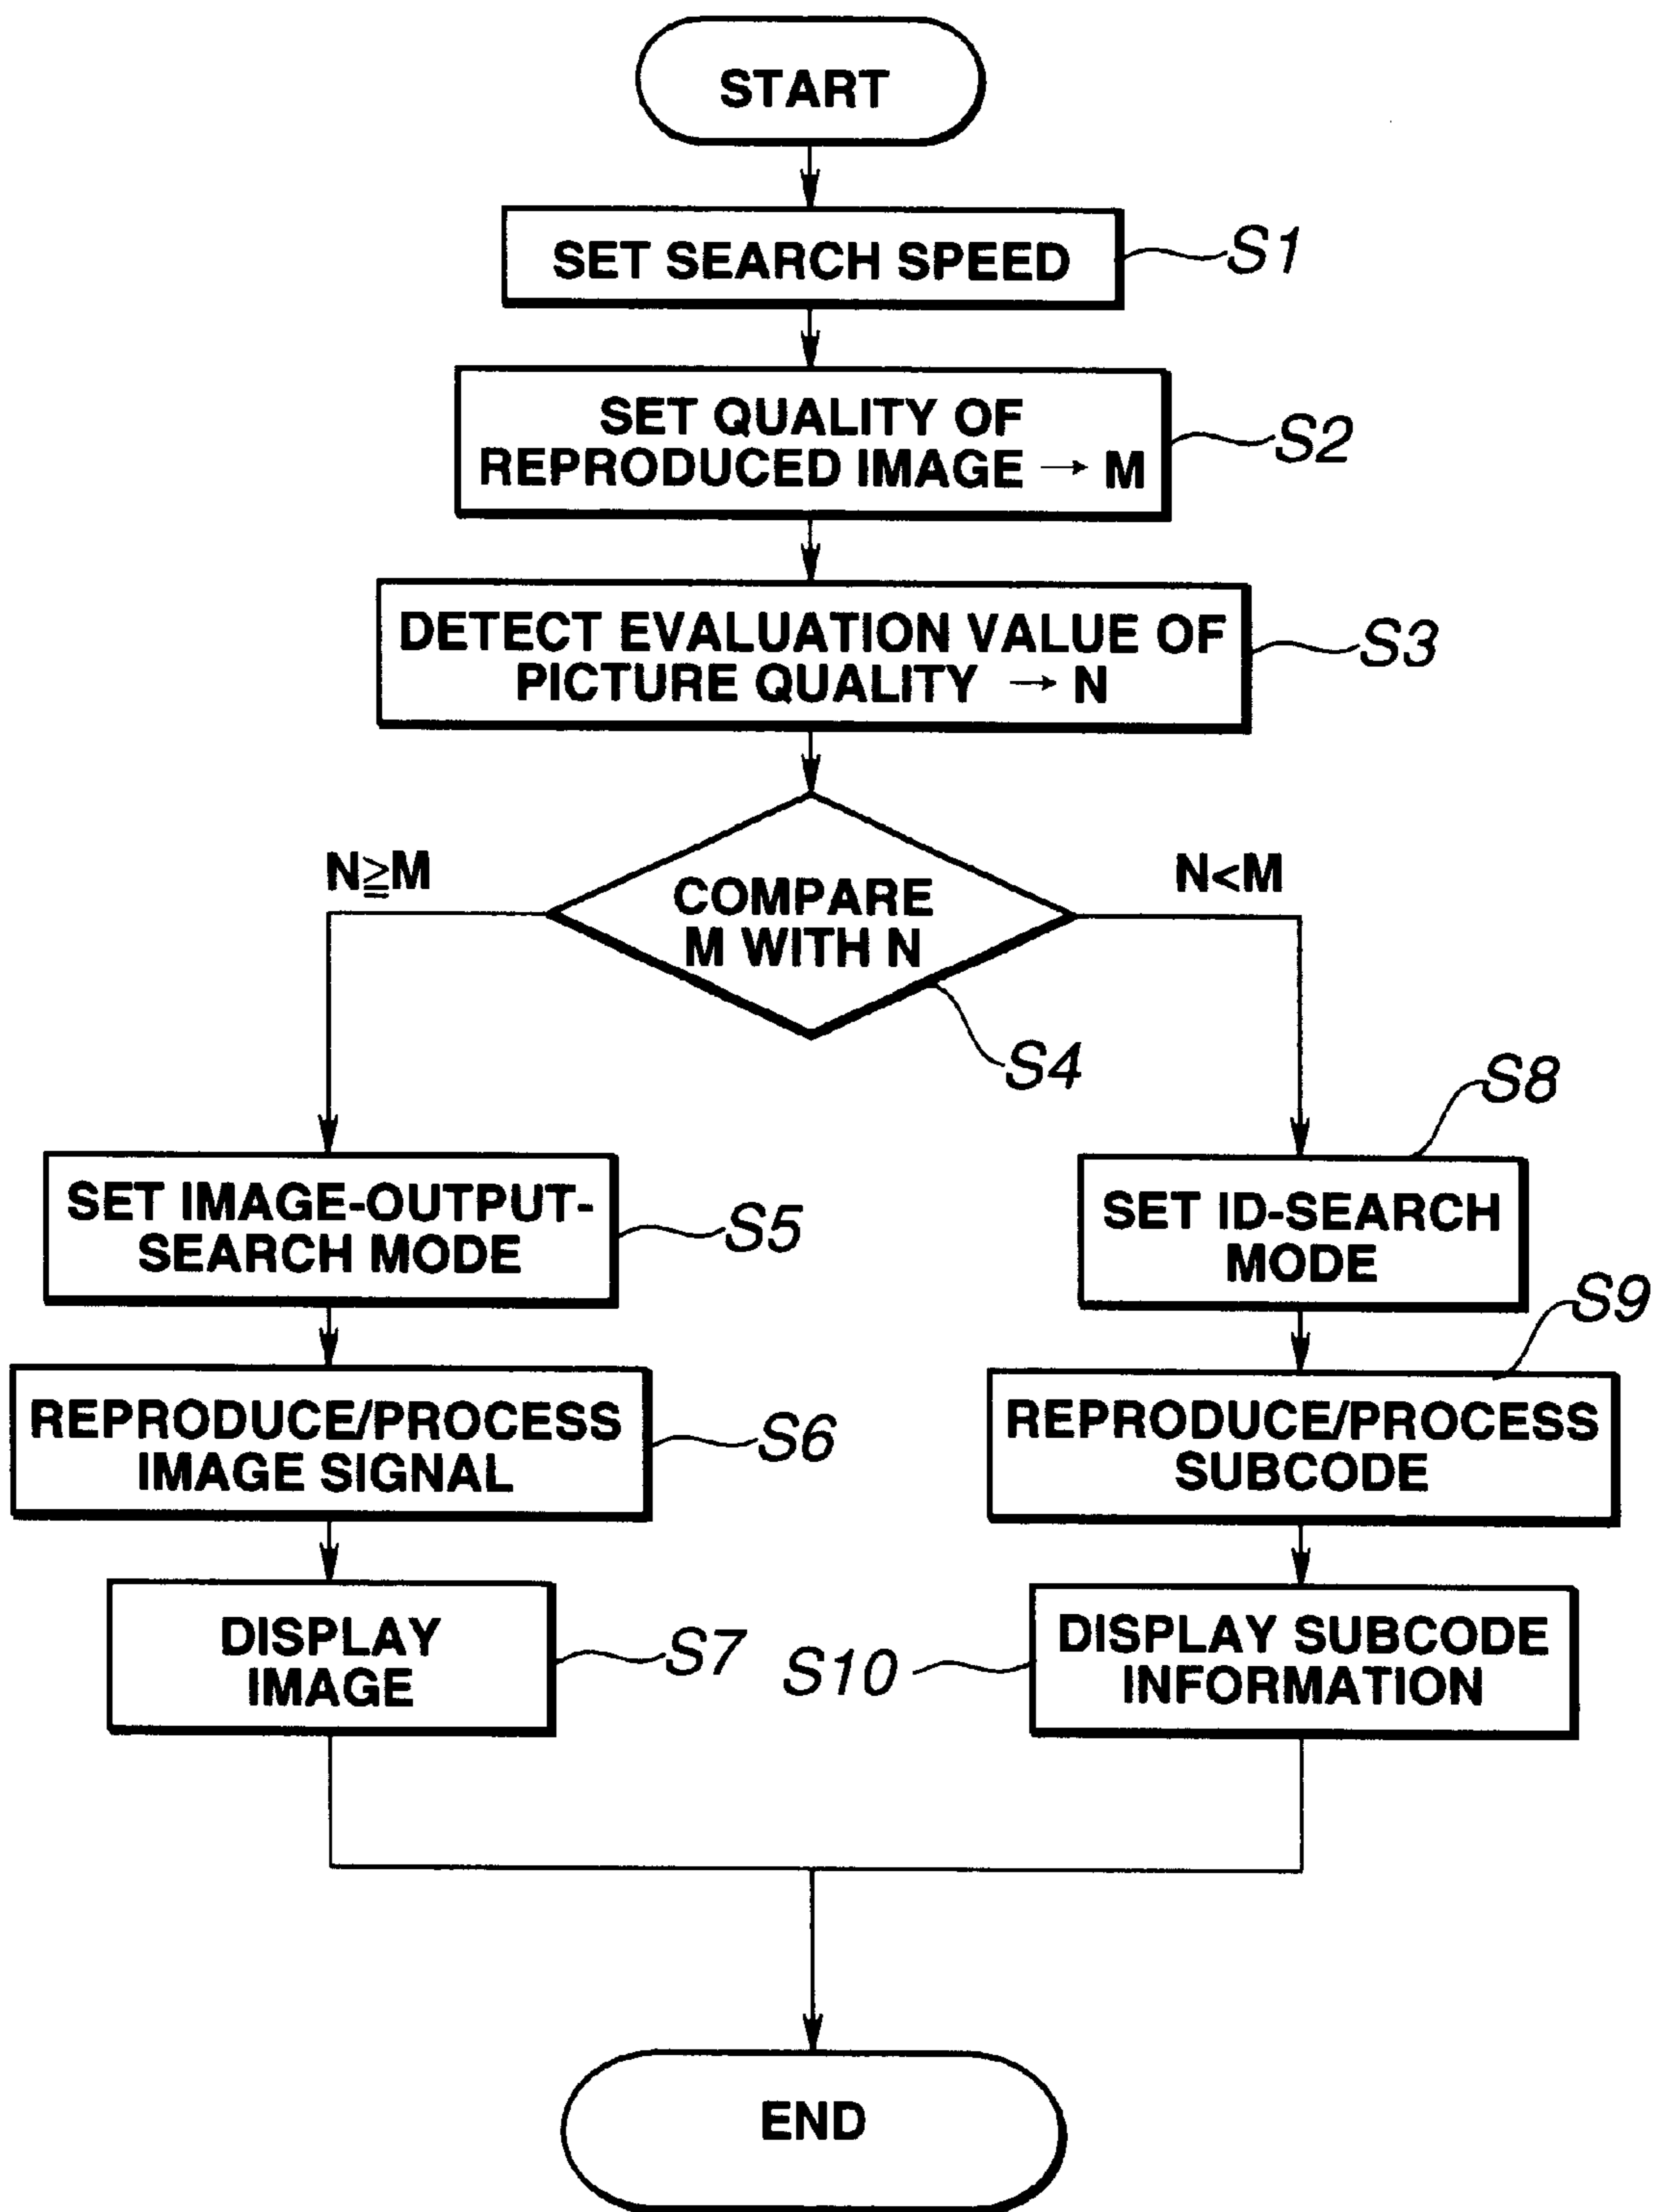 START
SET SEARCH SPEED
S1
SET QUALITY OF
REPRODUCED IMAGE → M
S2
DETECT EVALUATION VALUE OF
PICTURE QUALITY → N
S3
N≧M
N<M
COMPARE
M WITH N
S4
SET IMAGE-OUTPUT-
SEARCH MODE
S5
REPRODUCE/PROCESS
IMAGE SIGNAL
S6
DISPLAY
IMAGE
S7
S8
SET ID-SEARCH
MODE
S9
REPRODUCE/PROCESS
SUBCODE
S10
DISPLAY SUBCODE
INFORMATION
END